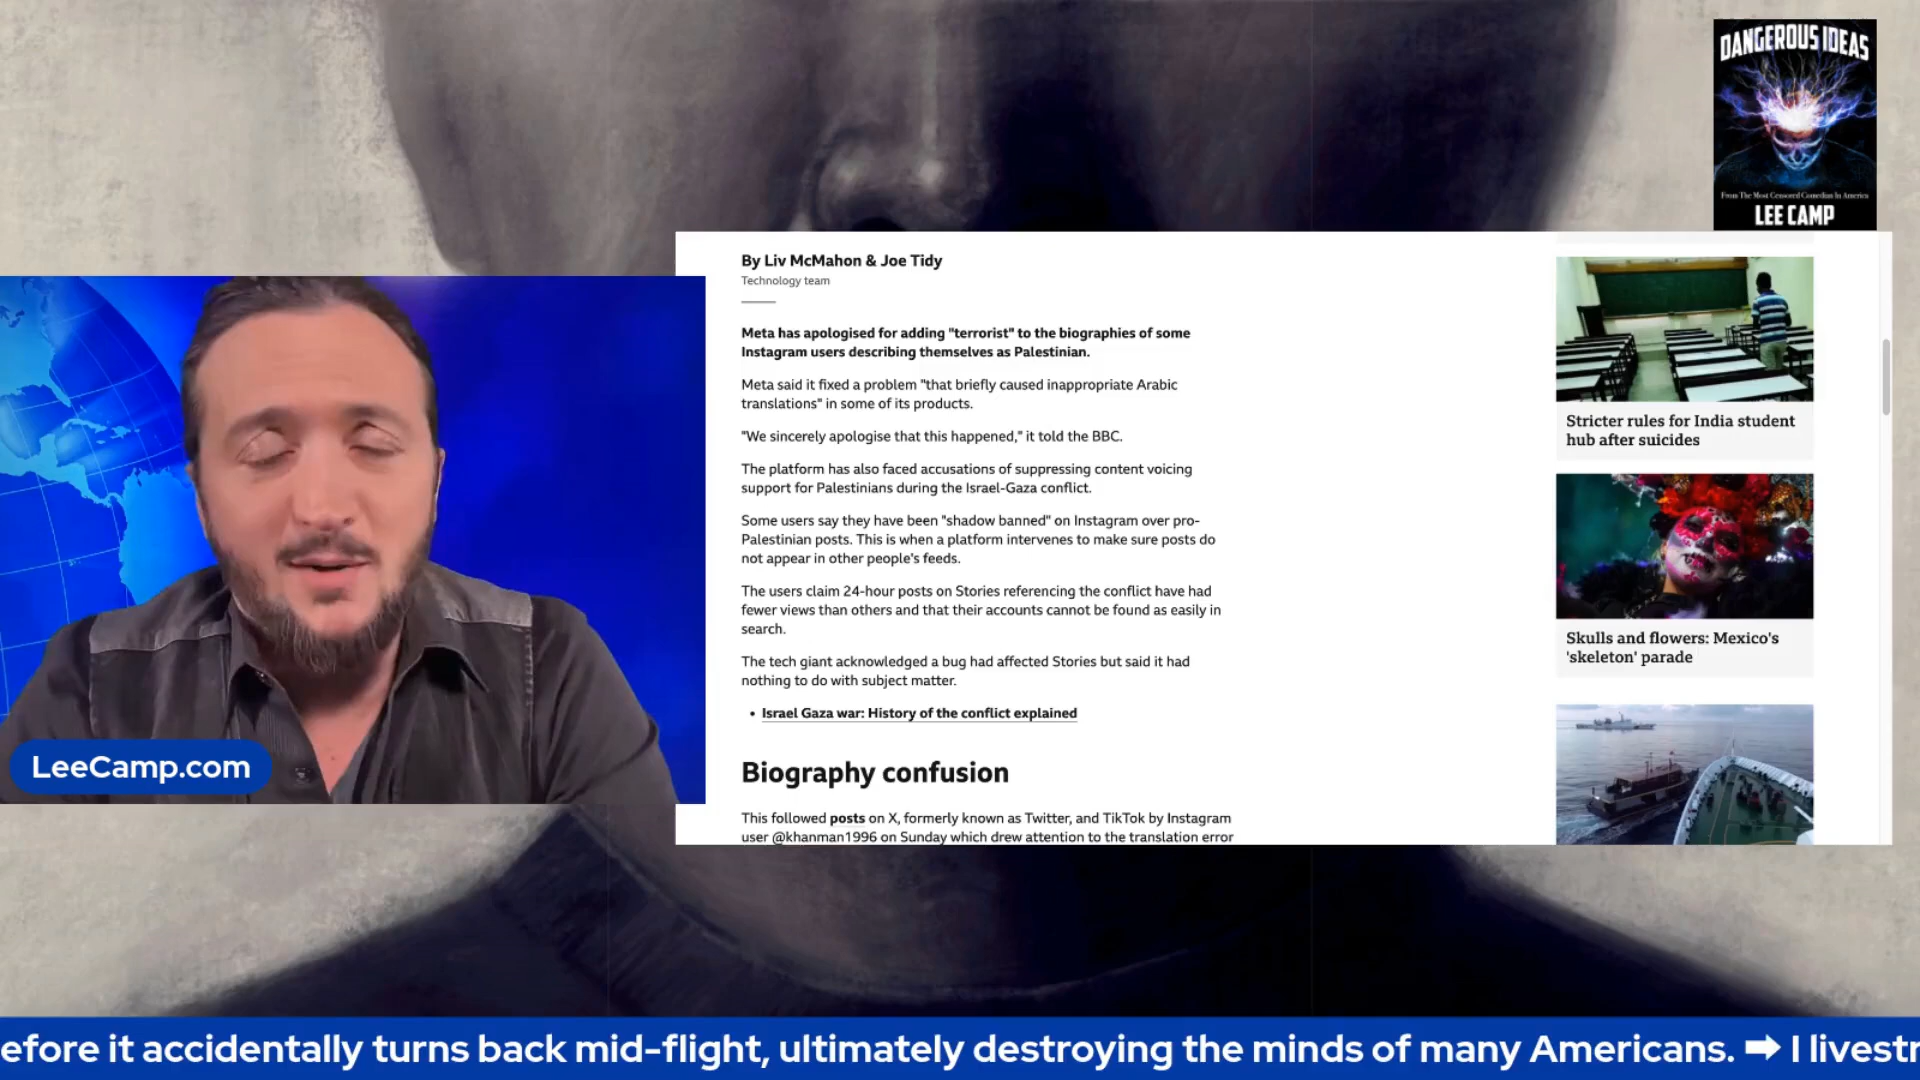 DANGEROUS IDEAS
From The Most Censored Comedian In America
LEE CAMP
By Liv McMahon & Joe Tidy
Technology team
Meta has apologised for adding "terrorist" to the biographies of some
Instagram users describing themselves as Palestinian.
Meta said it fixed a problem "that briefly caused inappropriate Arabic
translations" in some of its products.
"We sincerely apologise that this happened," it told the BBC.
The platform has also faced accusations of suppressing content voicing
support for Palestinians during the Israel-Gaza conflict.
Some users say they have been "shadow banned" on Instagram over pro-
Palestinian posts. This is when a platform intervenes to make sure posts do
not appear in other people's feeds.
The users claim 24-hour posts on Stories referencing the conflict have had
fewer views than others and that their accounts cannot be found as easily in
search.
The tech giant acknowledged a bug had affected Stories but said it had
nothing to do with subject matter.
• Israel Gaza war: History of the conflict explained
Biography confusion
This followed posts on X, formerly known as Twitter, and TikTok by Instagram
user @khanman1996 on Sunday which drew attention to the translation error
Stricter rules for India student
hub after suicides
Skulls and flowers: Mexico's
'skeleton' parade
LeeCamp.com
efore it accidentally turns back mid-flight, ultimately destroying the minds of many Americans. ➡ I livestr